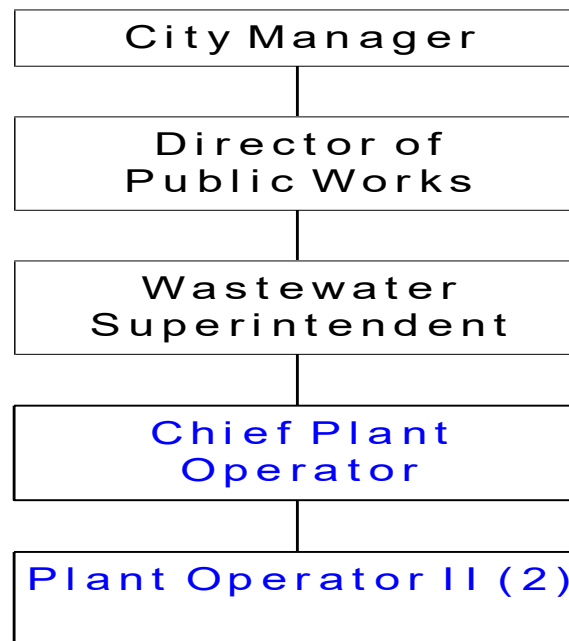 City Manager
Director of
Public Works
Wastewater
Superintendent
Chief Plant
Operator
Plant Operator II (2)